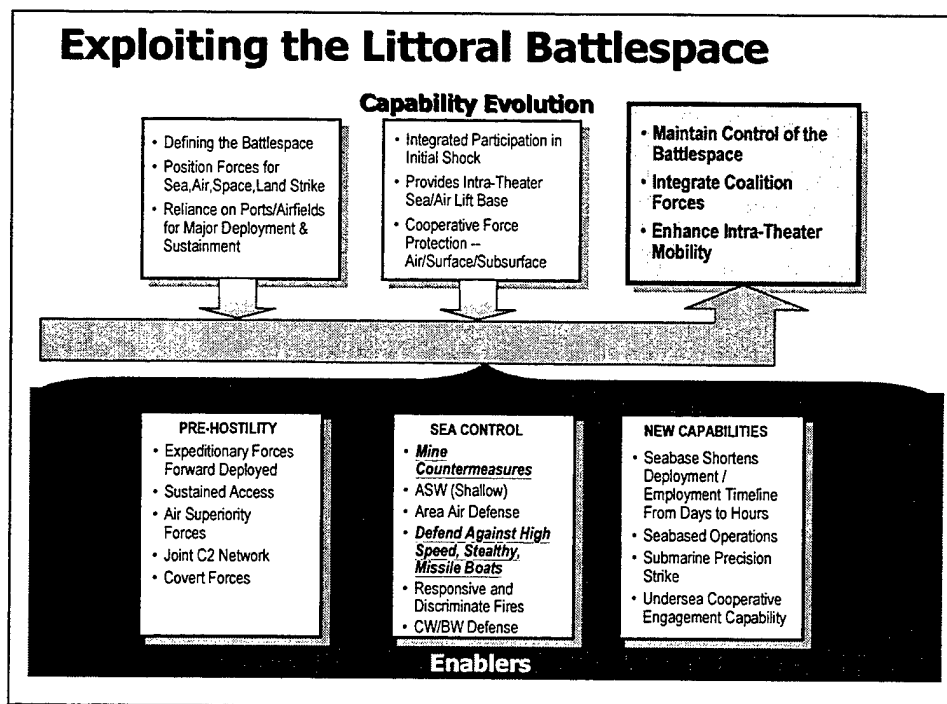 Exploiting the Littoral Battlespace
Capability Evolution
• Defining the Battlespace
• Position Forces for
Sea,Air,Space,Land Strike
• Reliance on Ports/Airfields
for Major Deployment &
Sustainment
• Integrated Participation in
Initial Shock
• Provides Intra-Theater
Sea/Air Lift Base
• Cooperative Force
Protection --
Air/Surface/Subsurface
• Maintain Control of the
Battlespace
• Integrate Coalition
Forces
• Enhance Intra-Theater
Mobility
PRE-HOSTILITY
• Expeditionary Forces
Forward Deployed
• Sustained Access
• Air Superiority
Forces
• Joint C2 Network
• Covert Forces
SEA CONTROL
• Mine
Countermeasures
• ASW (Shallow)
• Area Air Defense
• Defend Against High
Speed, Stealthy,
Missile Boats
• Responsive and
Discriminate Fires
• CW/BW Defense
NEW CAPABILITIES
• Seabase Shortens
Deployment /
Employment Timeline
From Days to Hours
• Seabased Operations
• Submarine Precision
Strike
• Undersea Cooperative
Engagement Capability
Enablers